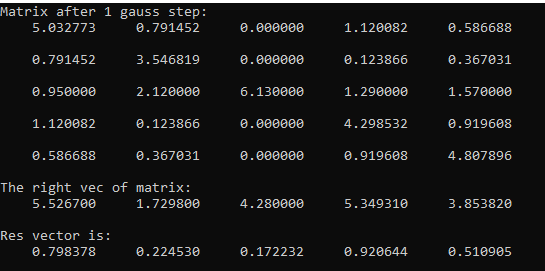 Matrix after 1 gauss step:
5.032773 0.791452 0.000000 1.120082 0.586688
0.791452 3.546819 0.000000 0.123866 0.367031
0.950000 2.120000 6.130000 1.290000 1.570000
1.120082 0.123866 0.000000 4.298532 0.919608
0.586688 0.367031 0.000000 0.919608 4.807896
The right vec of matrix:
5.526700 1.729800 4.280000 5.349310 3.853820
Res vector is:
0.798378 0.224530 0.172232 0.920644 0.510905